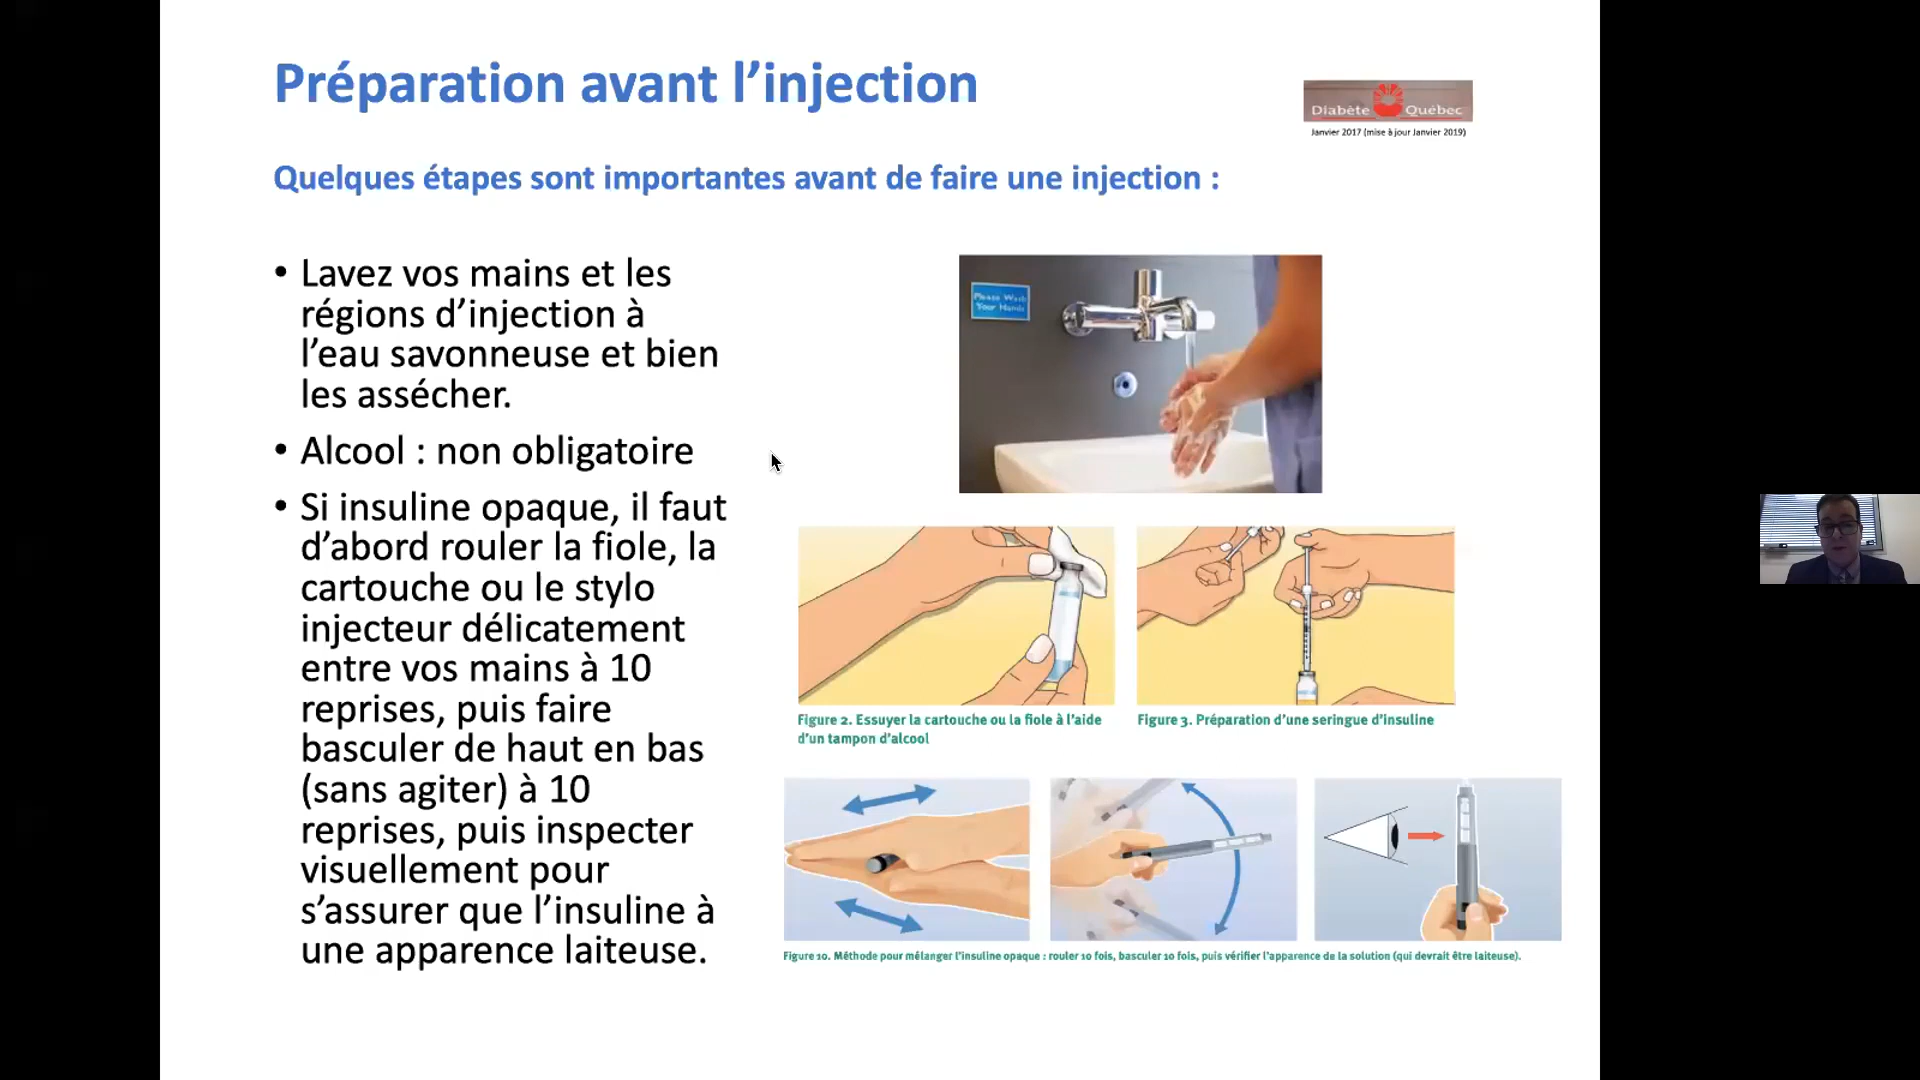 Préparation avant l’injection
Diabète Québec
Janvier 2017 (mise à jour Janvier 2019)
Quelques étapes sont importantes avant de faire une injection :
• Lavez vos mains et les
régions d’injection à
l’eau savonneuse et bien
les assécher.
• Alcool : non obligatoire
• Si insuline opaque, il faut
d’abord rouler la fiole, la
cartouche ou le stylo
injecteur délicatement
entre vos mains à 10
reprises, puis faire
basculer de haut en bas
(sans agiter) à 10
reprises, puis inspecter
visuellement pour
s’assurer que l’insuline à
une apparence laiteuse.
Please Wash
Your Hands
Figure 2. Essuyer la cartouche ou la fiole à l’aide
d’un tampon d’alcool
Figure 3. Préparation d’une seringue d’insuline
Figure 10. Méthode pour mélanger l’insuline opaque : rouler 10 fois, basculer 10 fois, puis vérifier l’apparence de la solution (qui devrait être laiteuse).